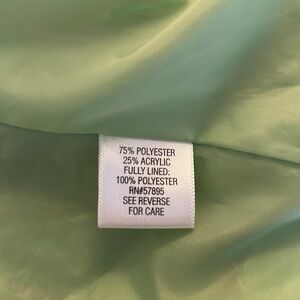 75% POLYESTER
25% ACRYLIC
FULLY LINED:
100% POLYESTER
RN#57895
SEE REVERSE
FOR CARE